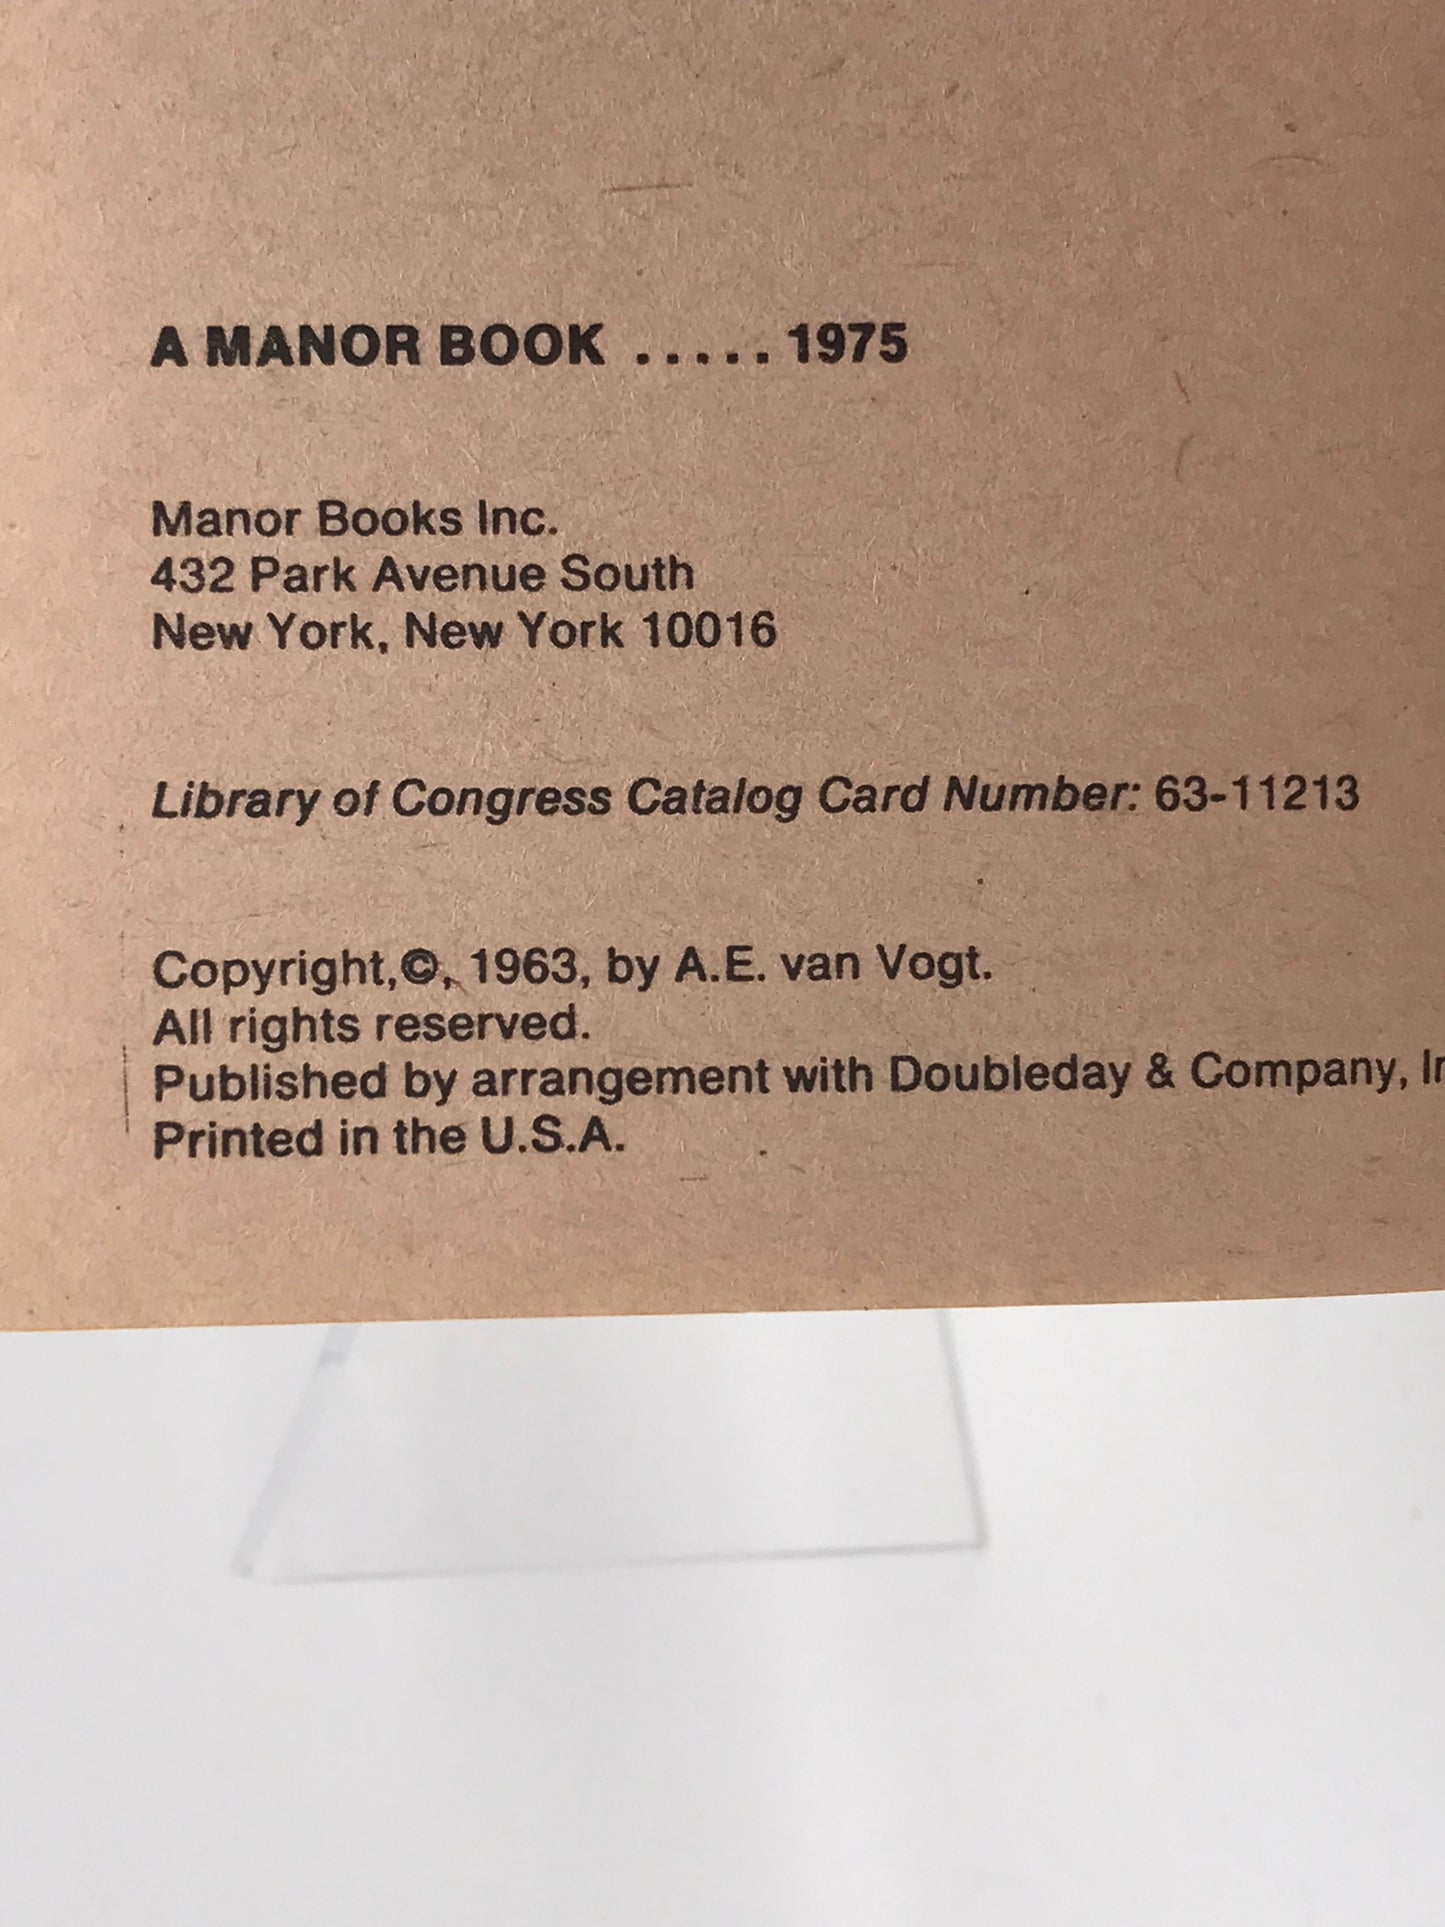 A MANOR BOOK ..... 1975
Manor Books Inc.
432 Park Avenue South
New York, New York 10016
Library of Congress Catalog Card Number: 63-11213
Copyright,©, 1963, by A.E. van Vogt.
All rights reserved.
Published by arrangement with Doubleday & Company,
Printed in the U.S.A.